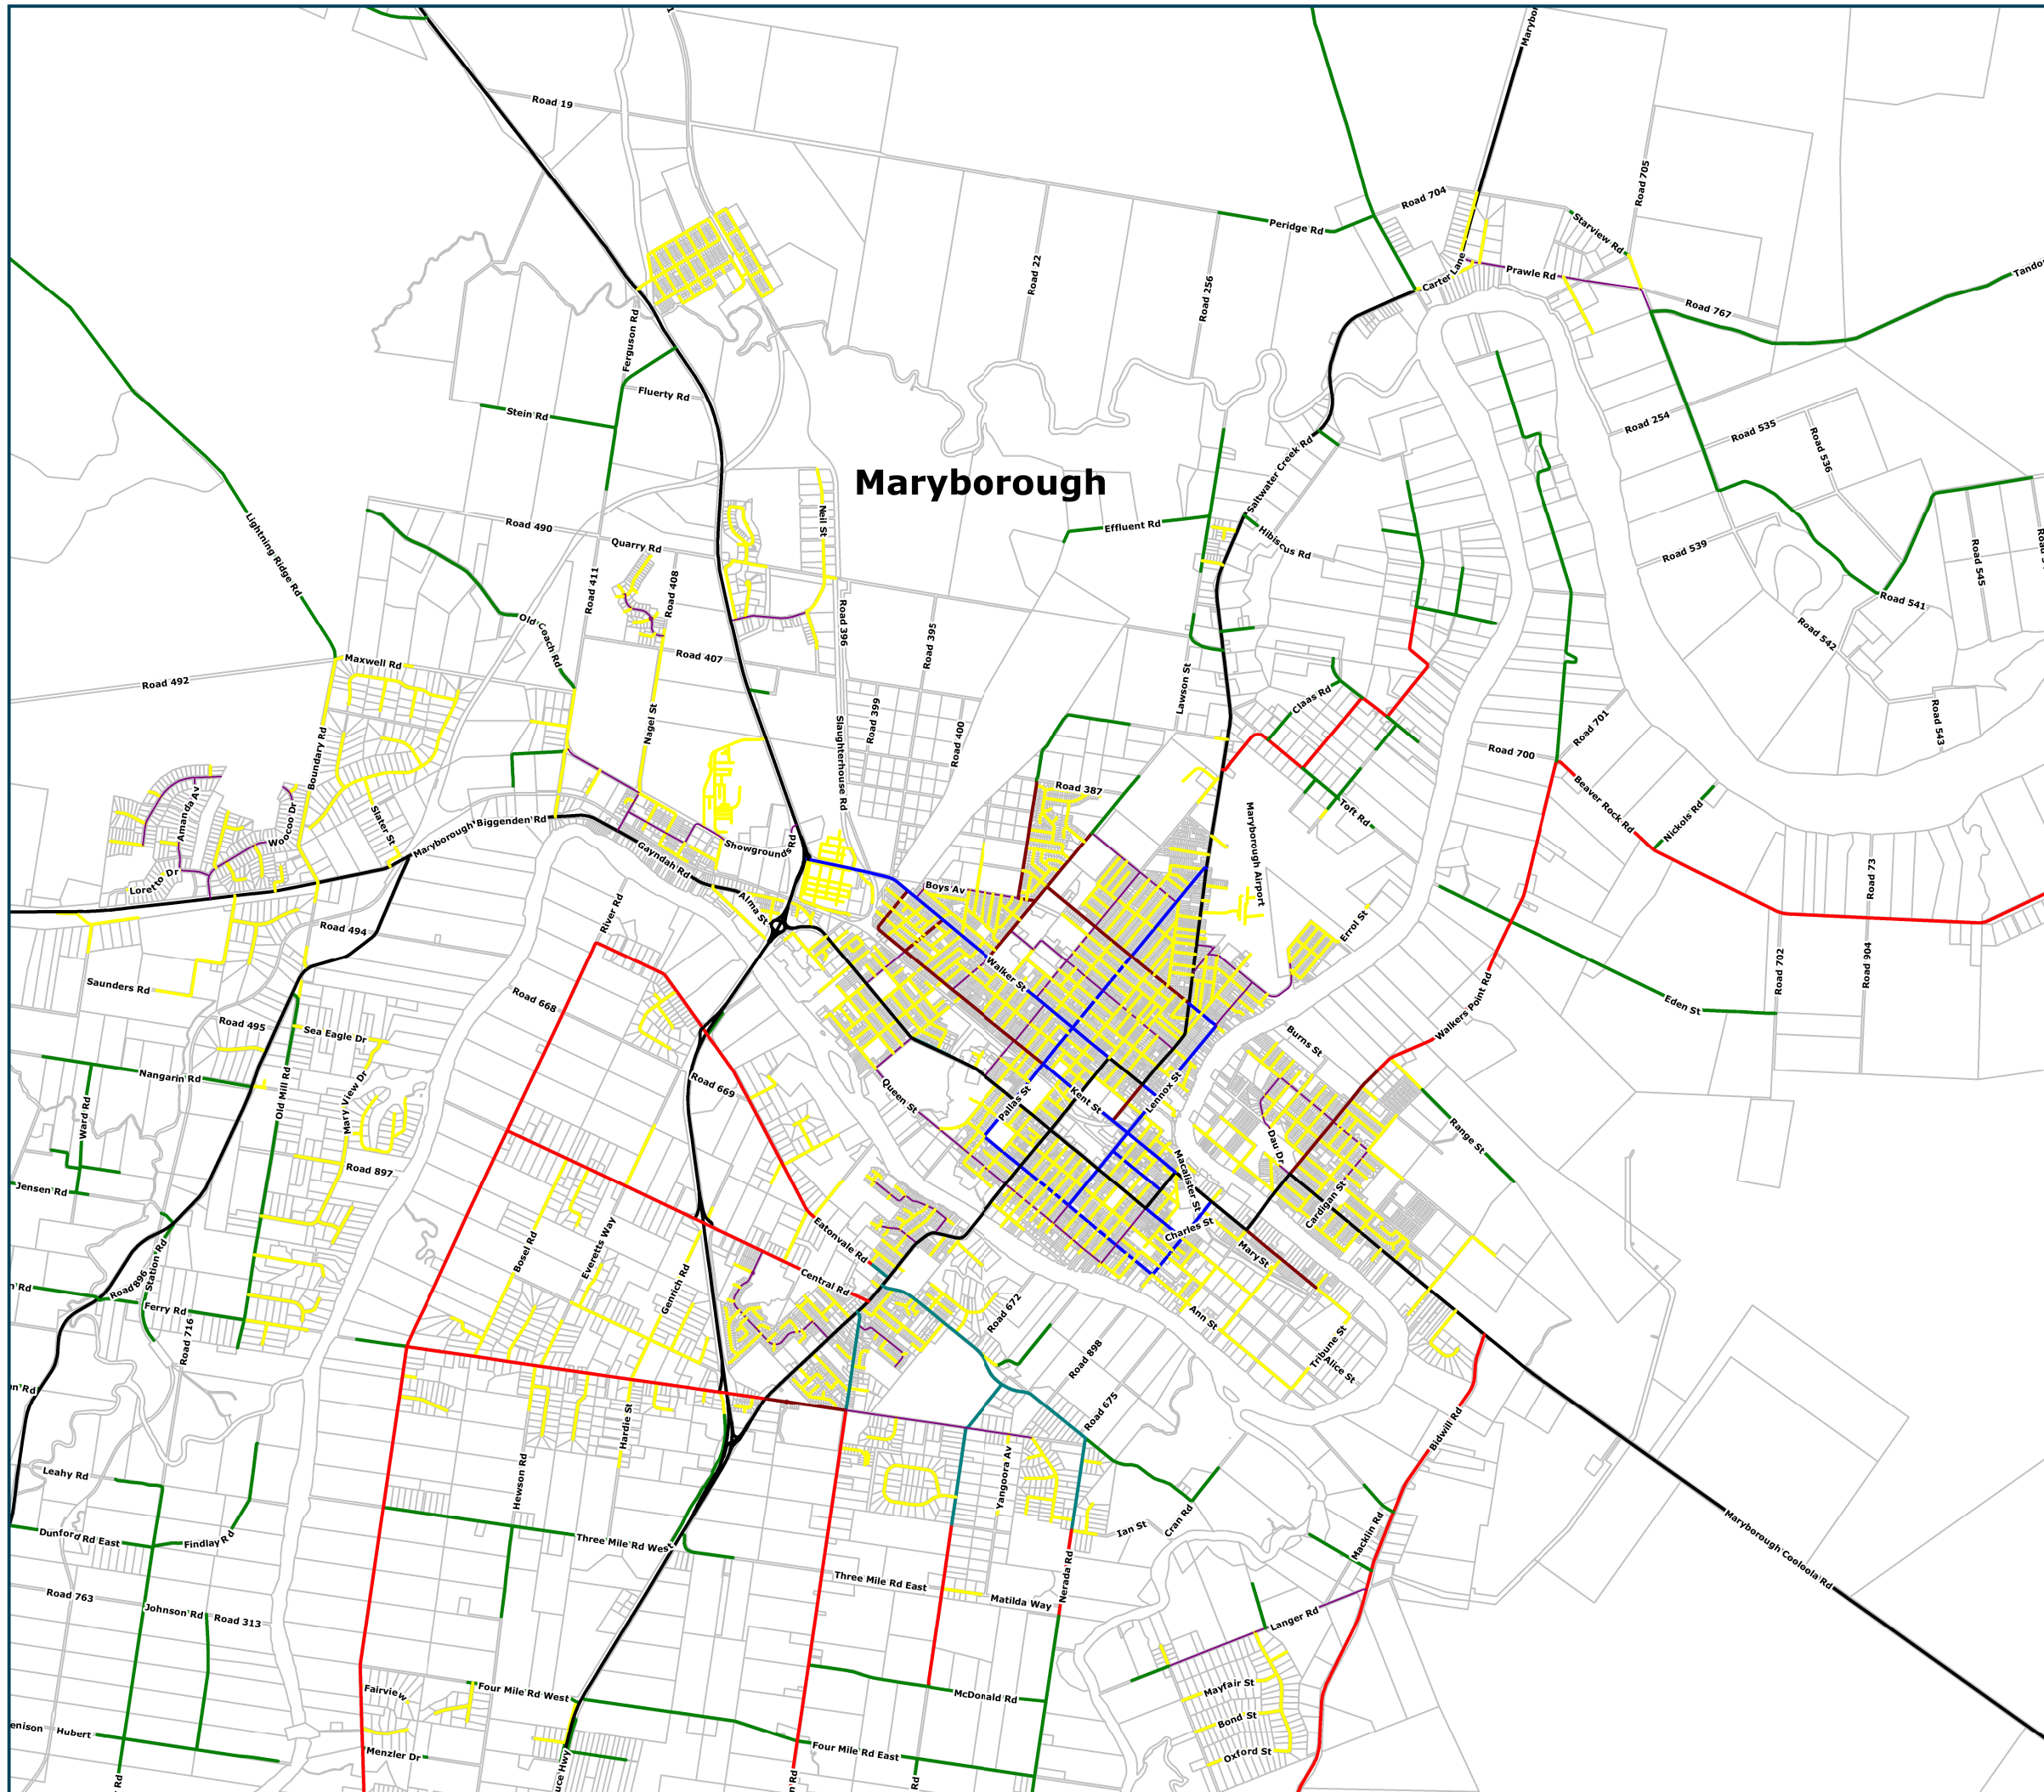 Road 19
Road 704
Road 705
Peridge Rd
Starview Rd
Carter Lane
Prawle Rd
Road 767
Road 22
Road 256
Ferguson Rd
Fluerty Rd
Stein Rd
Road 254
Road 535
Road 536
Maryborough
Saltwater Creek Rd
Neil St
Effluent Rd
Hibiscus Rd
Road 490
Quarry Rd
Lightning Ridge Rd
Road 539
Road 545
Road 541
Road 411
Road 408
Road 396
Road 395
Old Coach Rd
Road 542
Maxwell Rd
Road 407
Road 492
Lawson St
Claas Rd
Road 543
Road 701
Road 700
Nagel St
Boundary Rd
Slaughterhouse Rd
Road 399
Road 400
Road 387
Beaver Rock Rd
Nickols Rd
Toft Rd
Amanda Av
Wocoo Dr
Slater St
Maryborough Biggenden Rd
Gayndah Rd
Showgrounds Rd
Maryborough Airport
Loretto Dr
Boys Av
Alma St
Errol St
River Rd
Road 73
Road 494
Walker St
Road 702
Road 904
Walkers Point Rd
Eden St
Saunders Rd
Road 668
Road 495
Sea Eagle Dr
Burns St
Nangarin Rd
Old Mill Rd
Mary View Dr
Road 669
Queen St
Pallas St
Kent St
Lennox St
Ward Rd
Range St
Dau Dr
Road 897
Jensen Rd
Macalister St
Cardigan St
Charles St
Mary St
Eatonvale Rd
Bosel Rd
Everetts Way
Station Rd
Road 896
Genrich Rd
Central Rd
Ferry Rd
Road 716
Road 672
Ann St
Tribune St
Alice St
Road 898
Road 675
Hardie St
Bidwill Rd
Leahy Rd
Hewson Rd
Yangoora Av
Ian St
Cran Rd
Macklin Rd
Maryborough Cooloola Rd
Dunford Rd East
Findlay Rd
Three Mile Rd West
Three Mile Rd East
Matilda Way
Nerada Rd
Road 763
Johnson Rd
Road 313
Langer Rd
Fairview
Four Mile Rd West
McDonald Rd
Mayfair St
Bond St
Oxford St
Hubert
Menzler Dr
Four Mile Rd East